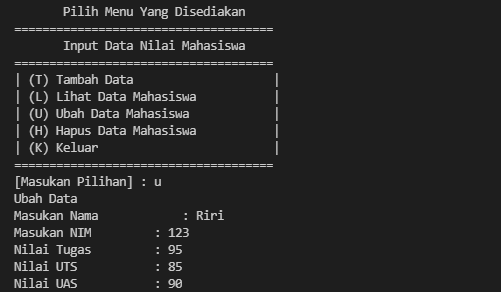 Pilih Menu Yang Disediakan
=====================================
Input Data Nilai Mahasiswa
=====================================
| (T) Tambah Data                    |
| (L) Lihat Data Mahasiswa           |
| (U) Ubah Data Mahasiswa            |
| (H) Hapus Data Mahasiswa           |
| (K) Keluar                         |
=====================================
[Masukan Pilihan] : u
Ubah Data
Masukan Nama            : Riri
Masukan NIM         : 123
Nilai Tugas         : 95
Nilai UTS           : 85
Nilai UAS           : 90